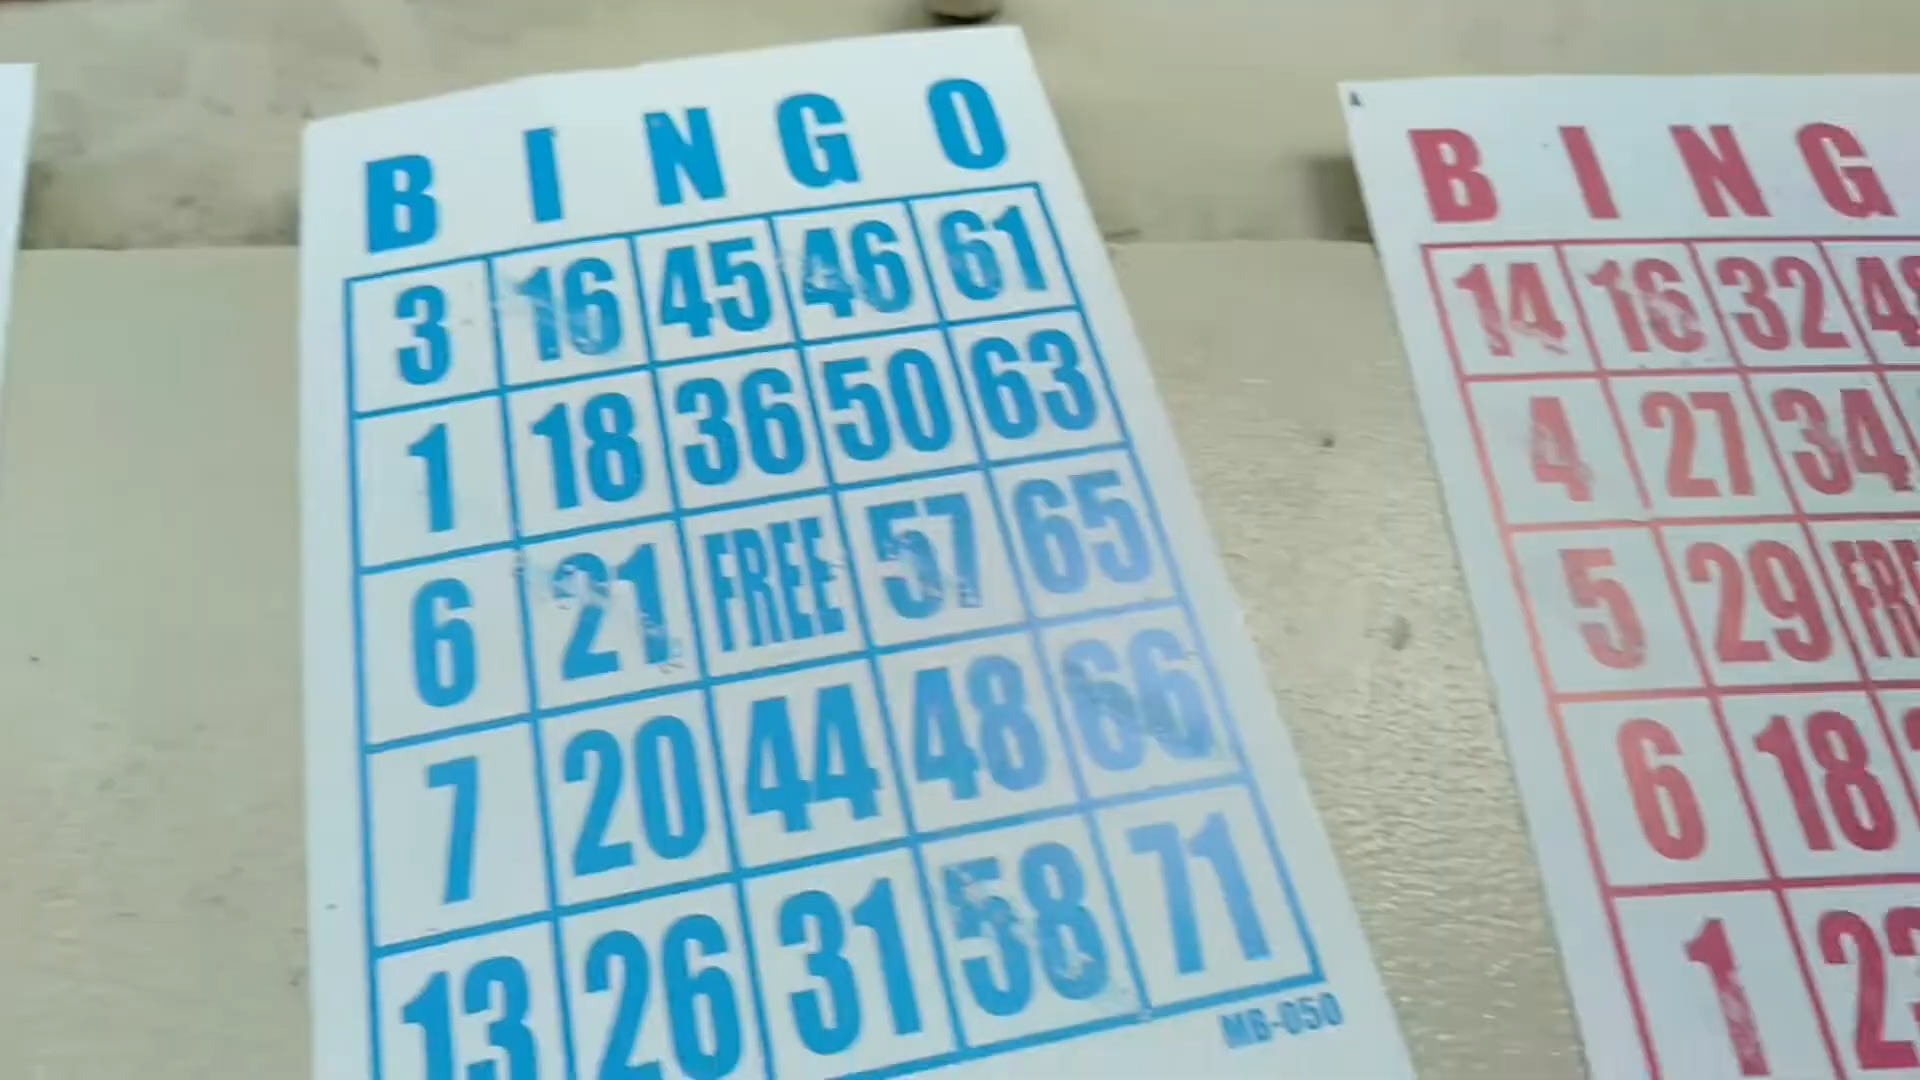 B I N G O
3 16 45 46 61
1 18 36 50 63
6 21 FREE 57 65
7 20 44 48 66
13 26 31 58 71
MB-050
B I N G
14 16 32
4 27 34
5 29
6 18
1